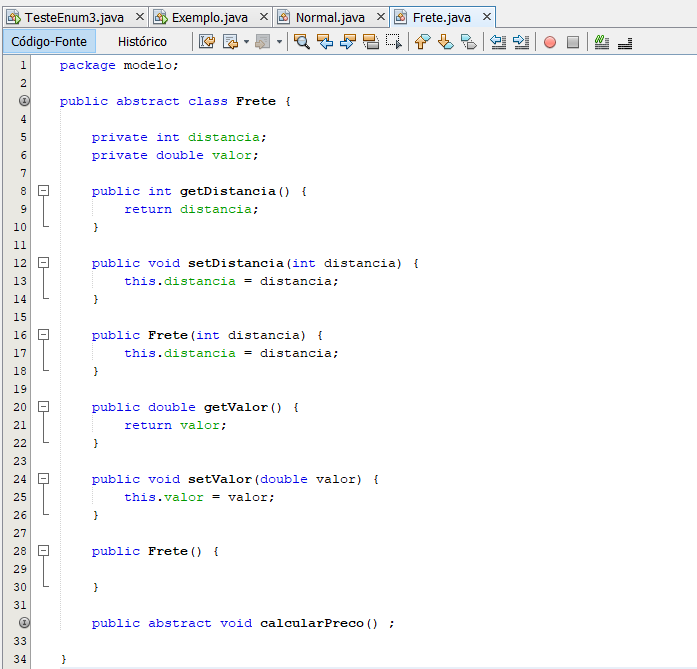 TesteEnum3.java Exemplo.java Normal.java Frete.java
Código-Fonte Histórico
1 package modelo;
2
public abstract class Frete {
4
5 private int distancia;
6 private double valor;
7
8 public int getDistancia() {
9 return distancia;
10 }
11
12 public void setDistancia(int distancia) {
13 this.distancia = distancia;
14 }
15
16 public Frete(int distancia) {
17 this.distancia = distancia;
18 }
19
20 public double getValor() {
21 return valor;
22 }
23
24 public void setValor(double valor) {
25 this.valor = valor;
26 }
27
28 public Frete() {
29
30 }
31
public abstract void calcularPreco() ;
33
34 }